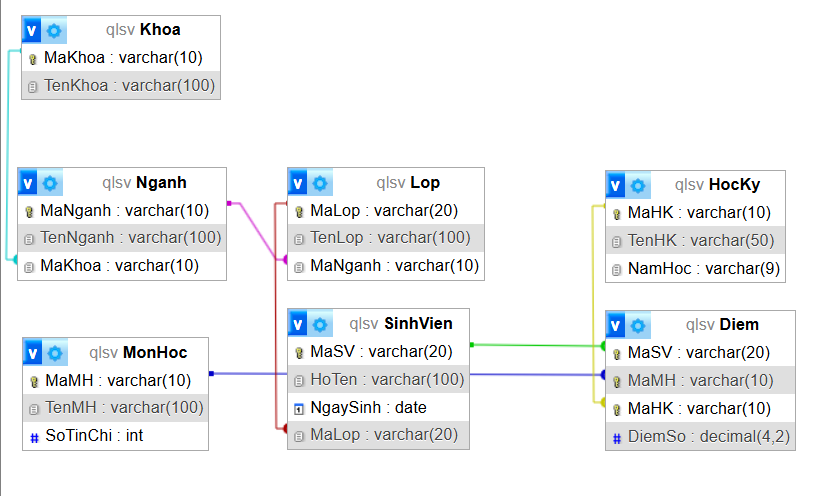 v qlsv Khoa
MaKhoa : varchar(10)
TenKhoa : varchar(100)
v qlsv Nganh
MaNganh : varchar(10)
TenNganh : varchar(100)
MaKhoa : varchar(10)
v qlsv Lop
MaLop : varchar(20)
TenLop : varchar(100)
MaNganh : varchar(10)
v qlsv HocKy
MaHK : varchar(10)
TenHK : varchar(50)
NamHoc : varchar(9)
v qlsv MonHoc
MaMH : varchar(10)
TenMH : varchar(100)
# SoTinChi : int
v qlsv SinhVien
MaSV : varchar(20)
HoTen : varchar(100)
NgaySinh : date
MaLop : varchar(20)
v qlsv Diem
MaSV : varchar(20)
MaMH : varchar(10)
MaHK : varchar(10)
# DiemSo : decimal(4,2)